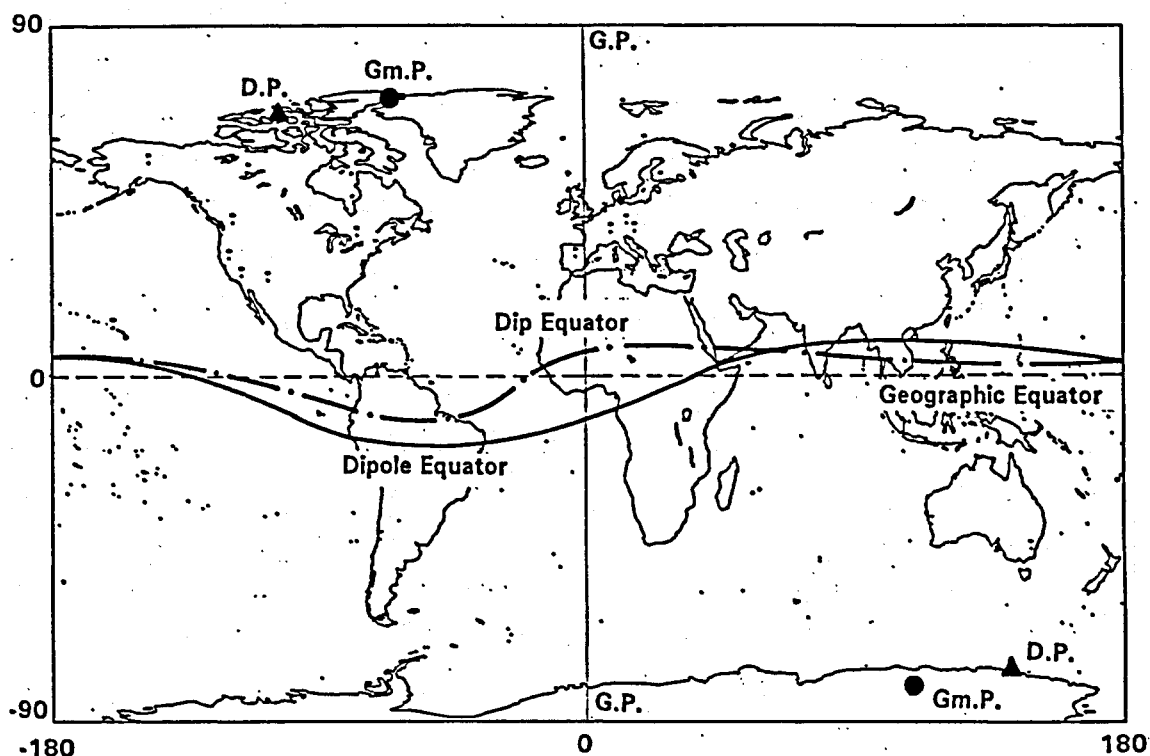 90
G.P.
Gm.P.
D.P.
Dip Equator
0
Geographic Equator
Dipole Equator
D.P.
G.P.
Gm.P.
-90
-180
0
180